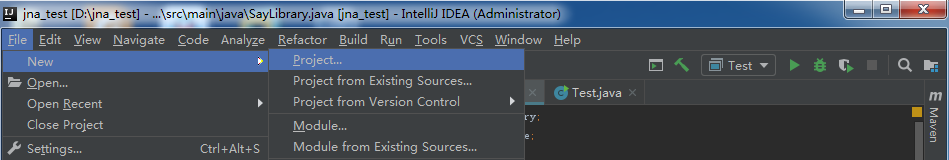 jna_test [D:\jna_test] - ...\src\main\java\SayLibrary.java [jna_test] - IntelliJ IDEA (Administrator)
File Edit View Navigate Code Analyze Refactor Build Run Tools VCS Window Help
New
Project...
Open...
Project from Existing Sources...
Test
Test.java
Open Recent
Project from Version Control
Close Project
Module...
ry;
Settings... Ctrl+Alt+S
Module from Existing Sources...
e;
m
Maven